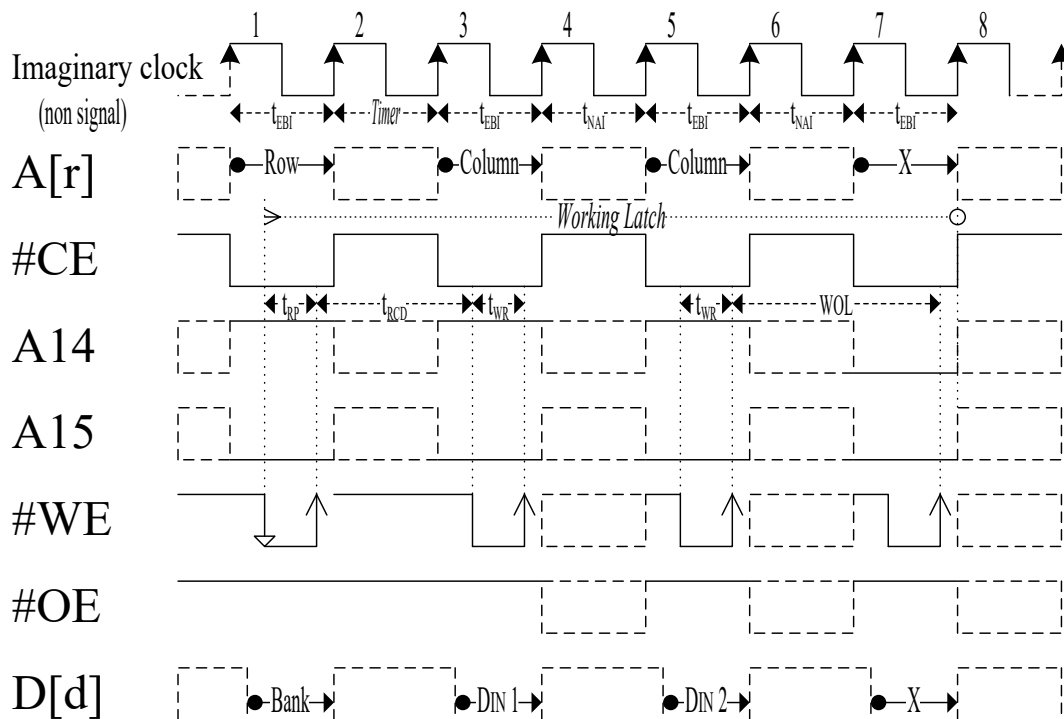 1 2 3 4 5 6 7 8
Imaginary clock
(non signal)
tEBI Timer tEBI tNAI tEBI tNAI tEBI
A[r] Row Column Column X
Working Latch
#CE
tRP tRCD tWR tWR WOL
A14
A15
#WE
#OE
D[d] Bank DIN 1 DIN 2 X